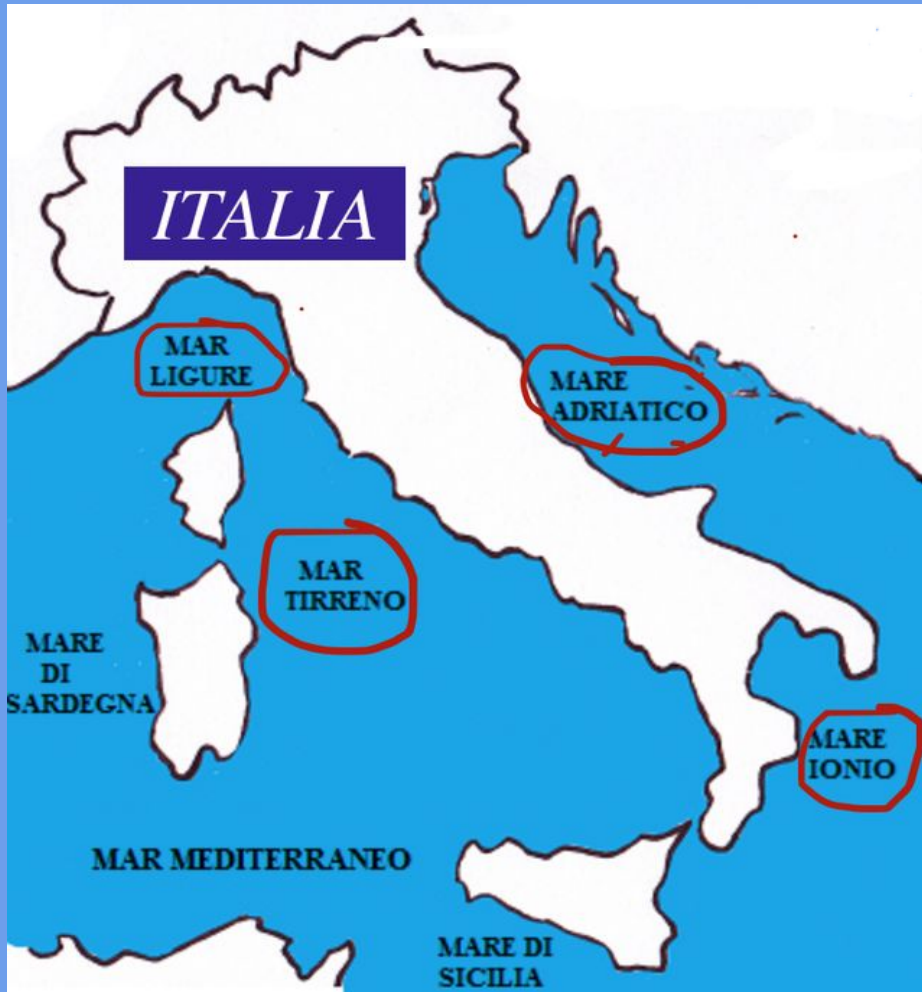 ITALIA
MAR
LIGURE
MARE
ADRIATICO
MAR
TIRRENO
MARE
DI
SARDEGNA
MARE
IONIO
MAR MEDITERRANEO
MARE DI
SICILIA